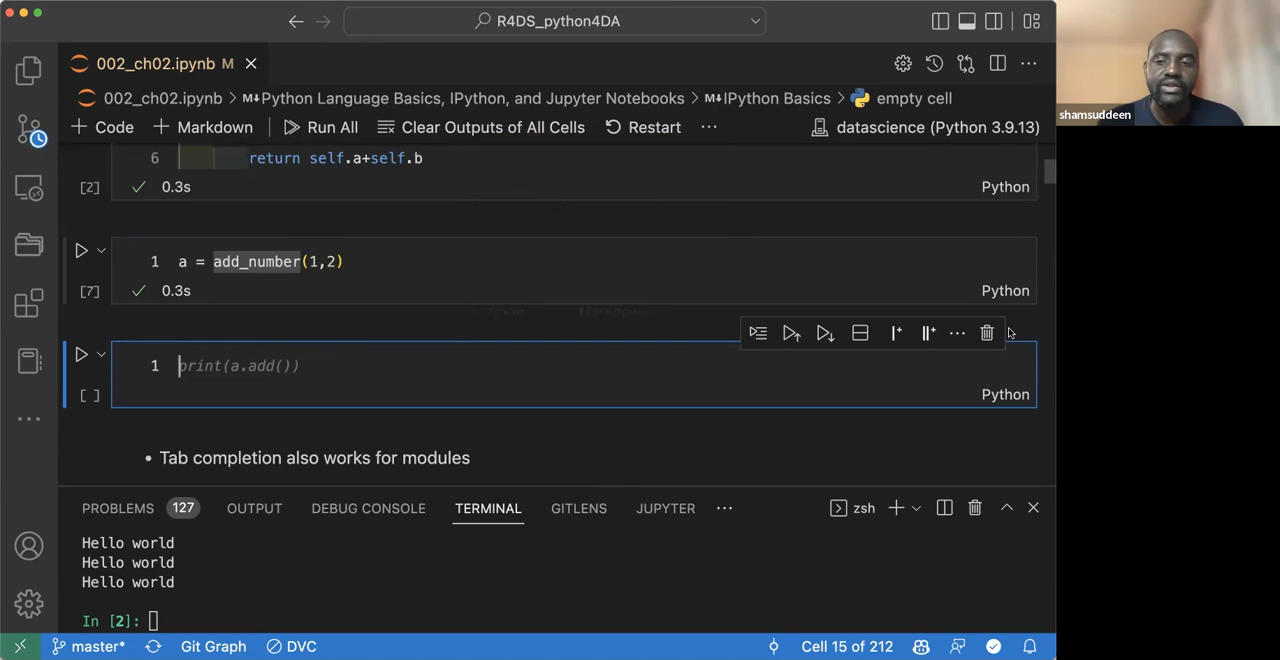 R4DS_python4DA
002_ch02.ipynb M
002_ch02.ipynb > M↓Python Language Basics, IPython, and Jupyter Notebooks > M↓IPython Basics > empty cell
+ Code + Markdown Run All Clear Outputs of All Cells Restart ... datascience (Python 3.9.13)
shamsuddeen
6 return self.a+self.b
[2] 0.3s Python
1 a = add_number(1,2)
[7] 0.3s Python
1 print(a.add())
[ ] Python
• Tab completion also works for modules
PROBLEMS 127 OUTPUT DEBUG CONSOLE TERMINAL GITLENS JUPYTER ... zsh
Hello world
Hello world
Hello world
In [2]:
master* Git Graph DVC Cell 15 of 212